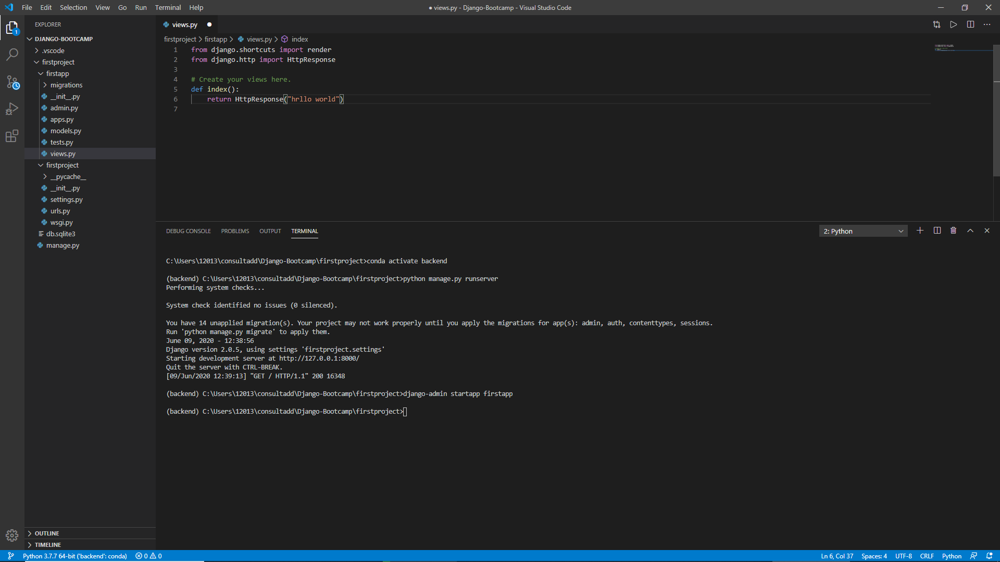 File Edit Selection View Go Run Terminal Help
● views.py - Django-Bootcamp - Visual Studio Code
EXPLORER
1
DJANGO-BOOTCAMP
.vscode
firstproject
firstapp
migrations
__init__.py
admin.py
apps.py
models.py
tests.py
views.py
firstproject
__pycache__
__init__.py
settings.py
urls.py
wsgi.py
db.sqlite3
manage.py
OUTLINE
TIMELINE
views.py
firstproject > firstapp > views.py > index
1 from django.shortcuts import render
2 from django.http import HttpResponse
3
4 # Create your views here.
5 def index():
6 return HttpResponse("hrllo world")
7
DEBUG CONSOLE PROBLEMS OUTPUT TERMINAL
2: Python
C:\Users\12013\consultadd\Django-Bootcamp\firstproject>conda activate backend
(backend) C:\Users\12013\consultadd\Django-Bootcamp\firstproject>python manage.py runserver
Performing system checks...
System check identified no issues (0 silenced).
You have 14 unapplied migration(s). Your project may not work properly until you apply the migrations for app(s): admin, auth, contenttypes, sessions.
Run 'python manage.py migrate' to apply them.
June 09, 2020 - 12:38:56
Django version 2.0.5, using settings 'firstproject.settings'
Starting development server at http://127.0.0.1:8000/
Quit the server with CTRL-BREAK.
[09/Jun/2020 12:39:13] "GET / HTTP/1.1" 200 16348
(backend) C:\Users\12013\consultadd\Django-Bootcamp\firstproject>django-admin startapp firstapp
(backend) C:\Users\12013\consultadd\Django-Bootcamp\firstproject>
Python 3.7.7 64-bit ('backend': conda) 0 0
Ln 6, Col 37 Spaces: 4 UTF-8 CRLF Python